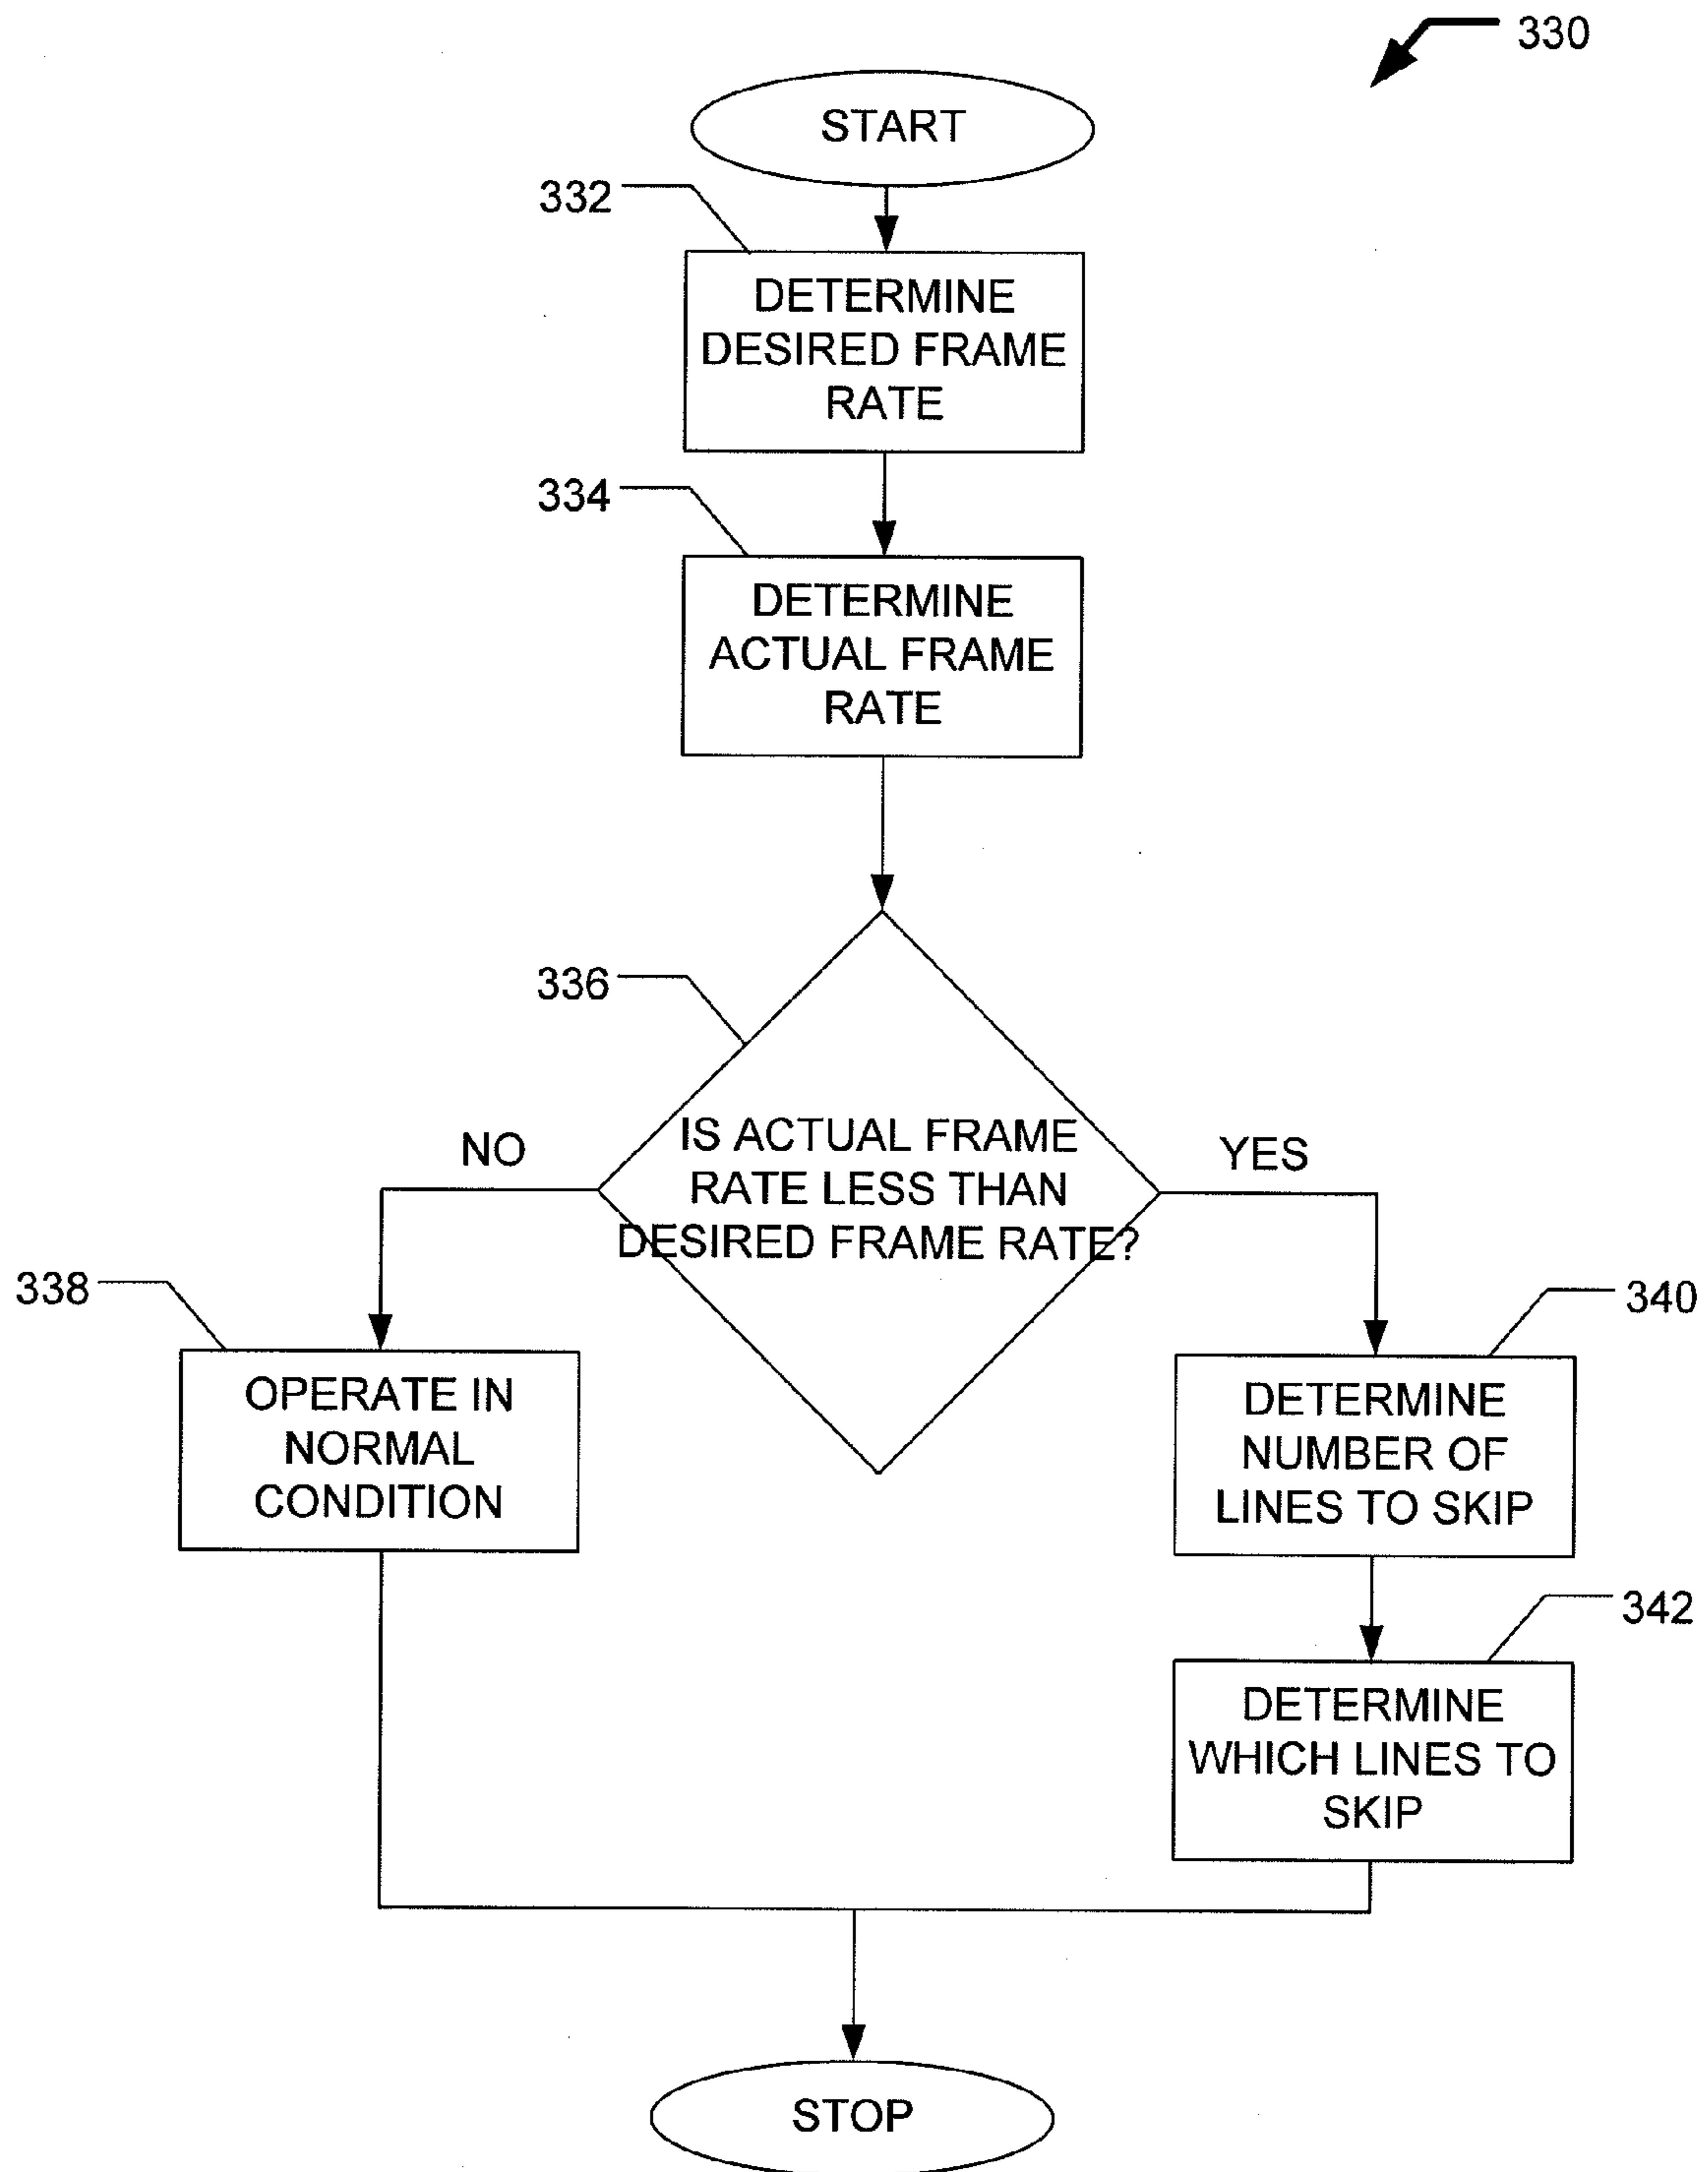 330
START
332
DETERMINE
DESIRED FRAME
RATE
334
DETERMINE
ACTUAL FRAME
RATE
336
IS ACTUAL FRAME
RATE LESS THAN
DESIRED FRAME RATE?
NO
YES
338
OPERATE IN
NORMAL
CONDITION
340
DETERMINE
NUMBER OF
LINES TO SKIP
342
DETERMINE
WHICH LINES TO
SKIP
STOP